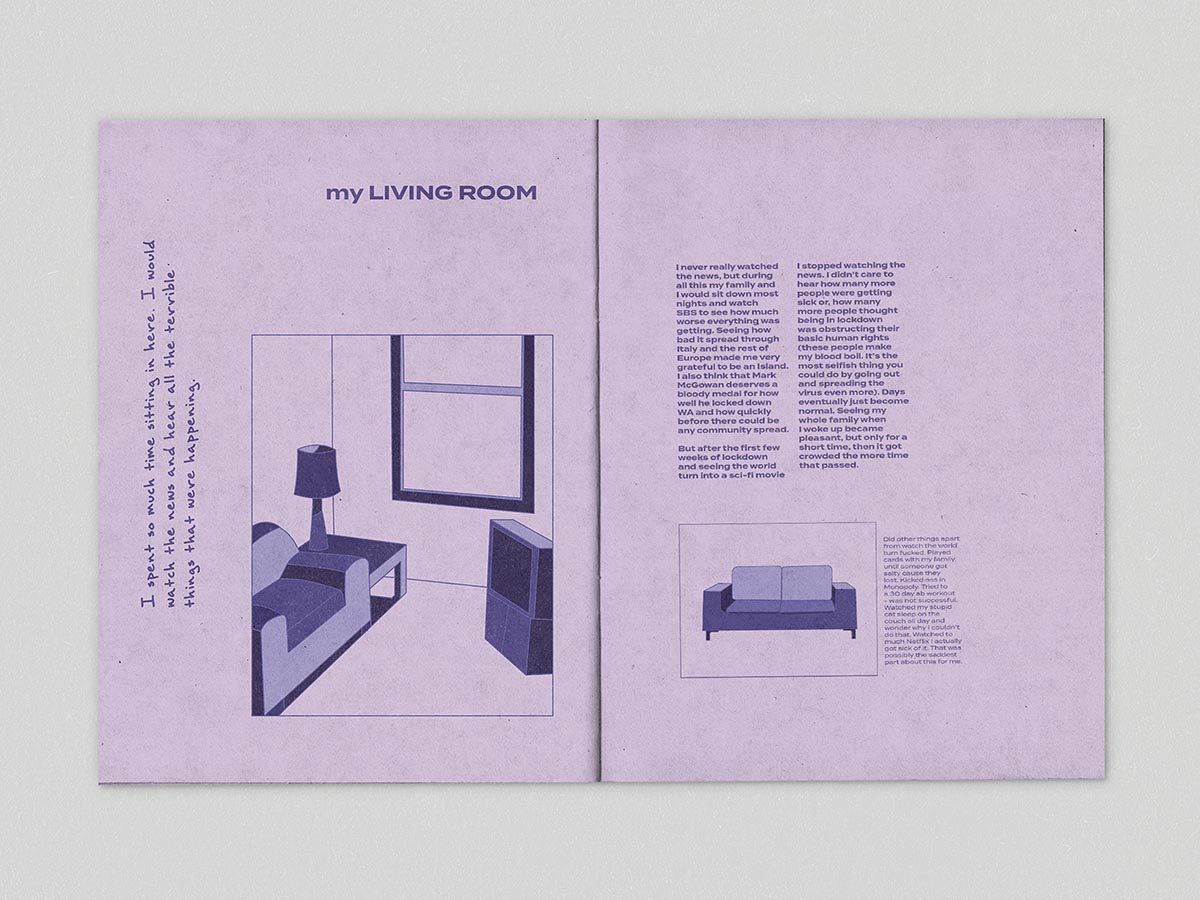 my LIVING ROOM
I spent so much time sitting in here. I would
watch the news and hear all the terrible
things that were happening.
I never really watched
the news, but during
all this my family and
I would sit down most
nights and watch
SBS to see how much
worse everything was
getting. Seeing how
bad it spread through
Italy and the rest of
Europe made me very
grateful to be an Island.
I also think that Mark
McGowan deserves a
bloody medal for how
well he locked down
WA and how quickly
before there could be
any community spread.
But after the first few
weeks of lockdown
and seeing the world
turn into a sci-fi movie
I stopped watching the
news. I didn't care to
hear how many more
people were getting
sick or, how many
more people thought
being in lockdown
was obstructing their
basic human rights
(these people make
my blood boil. It's the
most selfish thing you
could do by going out
and spreading the
virus even more). Days
eventually just become
normal. Seeing my
whole family when
I woke up became
pleasant, but only for a
short time, then it got
crowded the more time
that passed.
Did other things apart
from watch the world
turn fucked. Played
cards with my family,
until someone got
salty cause they
lost. Kicked ass in
Monopoly. Tried to
a 30 day ab workout
- was not successful.
Watched my stupid
cat sleep on the
couch all day and
wonder why I couldn't
do that. Watched to
much Netflix I actually
got sick of it. That was
possibly the saddest
part about this for me.